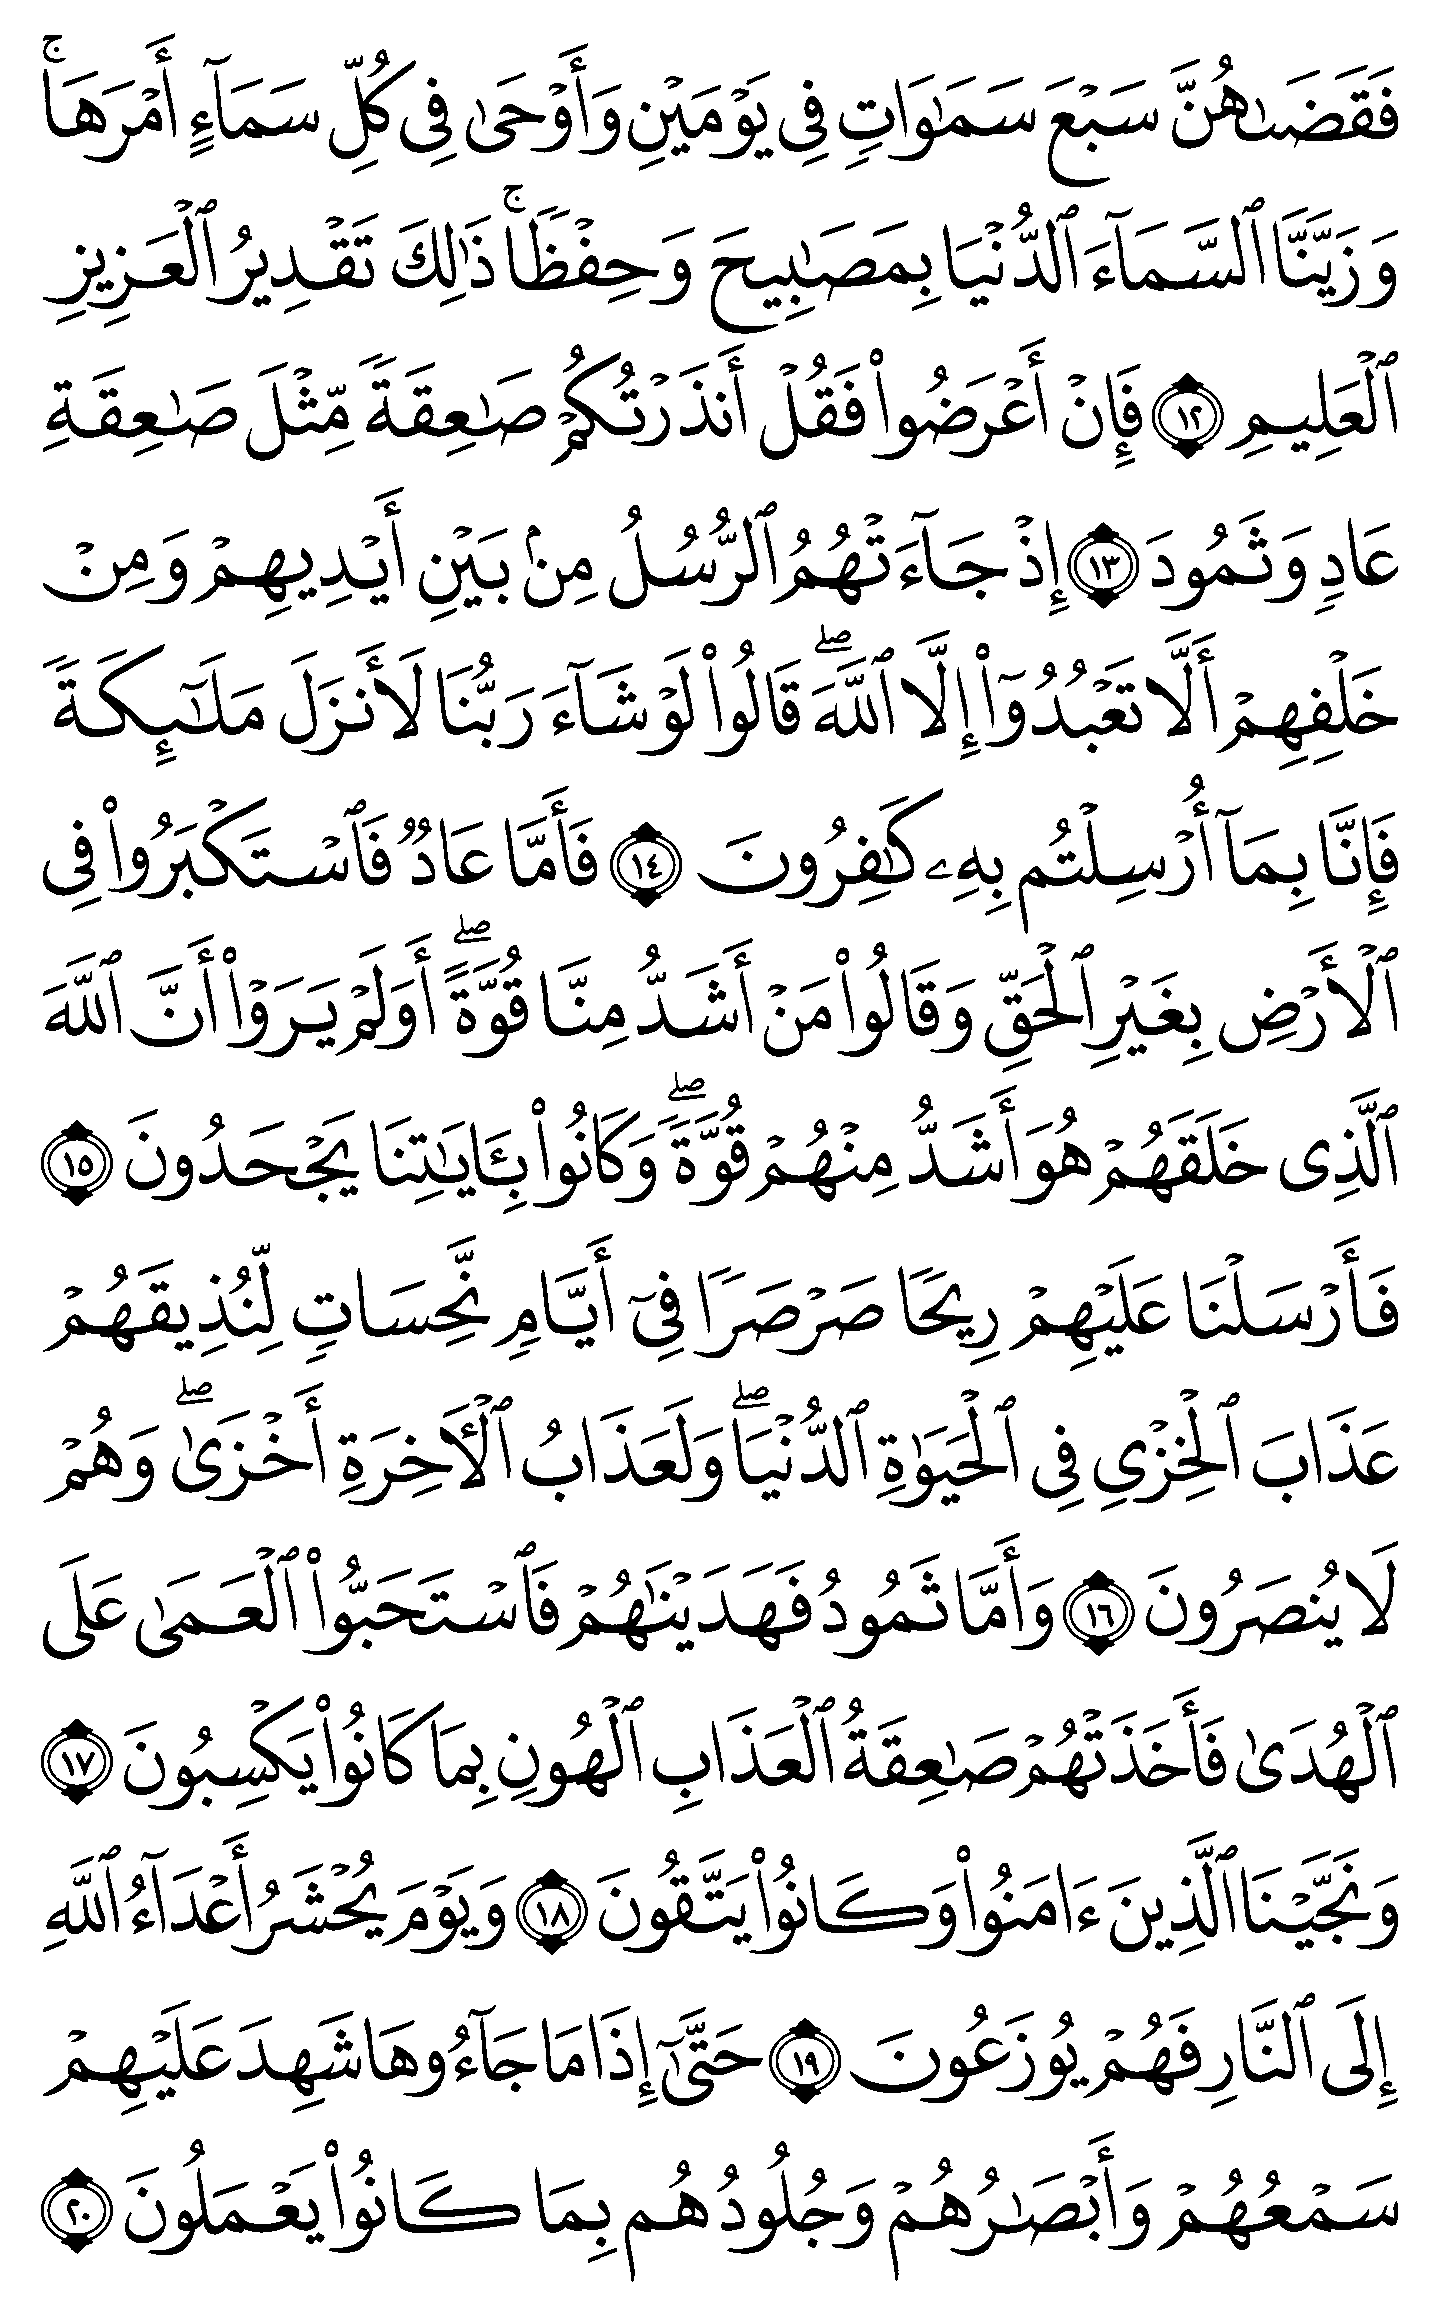 فَقَضَىٰهُنَّ سَبْعَ سَمَٰوَاتٍ فِى يَوْمَيْنِ وَأَوْحَىٰ فِى كُلِّ سَمَآءٍ أَمْرَهَا ۚ
وَزَيَّنَّا ٱلسَّمَآءَ ٱلدُّنْيَا بِمَصَٰبِيحَ وَحِفْظًا ۚ ذَٰلِكَ تَقْدِيرُ ٱلْعَزِيزِ
ٱلْعَلِيمِ ١٢ فَإِنْ أَعْرَضُوا۟ فَقُلْ أَنذَرْتُكُمْ صَٰعِقَةً مِّثْلَ صَٰعِقَةِ
عَادٍ وَثَمُودَ ١٣ إِذْ جَآءَتْهُمُ ٱلرُّسُلُ مِنۢ بَيْنِ أَيْدِيهِمْ وَمِنْ
خَلْفِهِمْ أَلَّا تَعْبُدُوٓا۟ إِلَّا ٱللَّهَ ۖ قَالُوا۟ لَوْ شَآءَ رَبُّنَا لَأَنزَلَ مَلَٰٓئِكَةً
فَإِنَّا بِمَآ أُرْسِلْتُم بِهِۦ كَٰفِرُونَ ١٤ فَأَمَّا عَادٌ فَٱسْتَكْبَرُوا۟ فِى
ٱلْأَرْضِ بِغَيْرِ ٱلْحَقِّ وَقَالُوا۟ مَنْ أَشَدُّ مِنَّا قُوَّةً ۖ أَوَلَمْ يَرَوْا۟ أَنَّ ٱللَّهَ
ٱلَّذِى خَلَقَهُمْ هُوَ أَشَدُّ مِنْهُمْ قُوَّةً ۖ وَكَانُوا۟ بِـَٔايَٰتِنَا يَجْحَدُونَ ١٥
فَأَرْسَلْنَا عَلَيْهِمْ رِيحًا صَرْصَرًا فِىٓ أَيَّامٍ نَّحِسَاتٍ لِّنُذِيقَهُمْ
عَذَابَ ٱلْخِزْىِ فِى ٱلْحَيَوٰةِ ٱلدُّنْيَا ۖ وَلَعَذَابُ ٱلْـَٔاخِرَةِ أَخْزَىٰ ۖ وَهُمْ
لَا يُنصَرُونَ ١٦ وَأَمَّا ثَمُودُ فَهَدَيْنَٰهُمْ فَٱسْتَحَبُّوا۟ ٱلْعَمَىٰ عَلَى
ٱلْهُدَىٰ فَأَخَذَتْهُمْ صَٰعِقَةُ ٱلْعَذَابِ ٱلْهُونِ بِمَا كَانُوا۟ يَكْسِبُونَ ١٧
وَنَجَّيْنَا ٱلَّذِينَ ءَامَنُوا۟ وَكَانُوا۟ يَتَّقُونَ ١٨ وَيَوْمَ يُحْشَرُ أَعْدَآءُ ٱللَّهِ
إِلَى ٱلنَّارِ فَهُمْ يُوزَعُونَ ١٩ حَتَّىٰٓ إِذَا مَا جَآءُوهَا شَهِدَ عَلَيْهِمْ
سَمْعُهُمْ وَأَبْصَٰرُهُمْ وَجُلُودُهُم بِمَا كَانُوا۟ يَعْمَلُونَ ٢٠